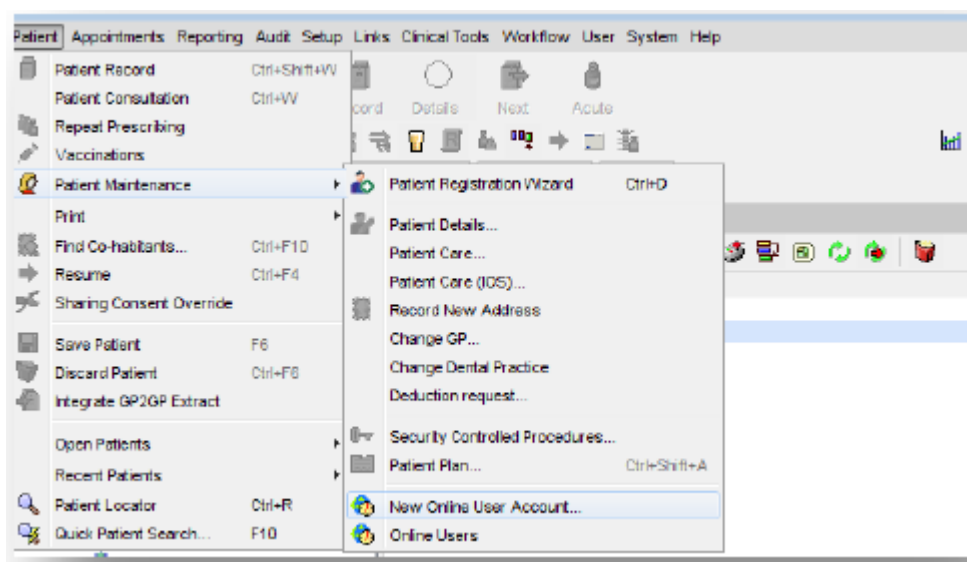 Patient Appointments Reporting Audit Setup Links Clinical Tools Workflow User System Help
Patient Record Ctrl+Shift+W
Patient Consultation Ctrl+W
Repeat Prescribing
Vaccinations
Patient Maintenance
Print
Find Co-habitants... Ctrl+F10
Resume Ctrl+F4
Sharing Consent Override
Save Patient F6
Discard Patient Ctrl+F6
Integrate GP2GP Extract
Open Patients
Recent Patients
Patient Locator Ctrl+R
Quick Patient Search... F10
cord Details Next Acute
Patient Registration Wizard Ctrl+D
Patient Details...
Patient Care...
Patient Care (IOS)...
Record New Address
Change GP...
Change Dental Practice
Deduction request...
Security Controlled Procedures...
Patient Plan... Ctrl+Shift+A
New Online User Account...
Online Users